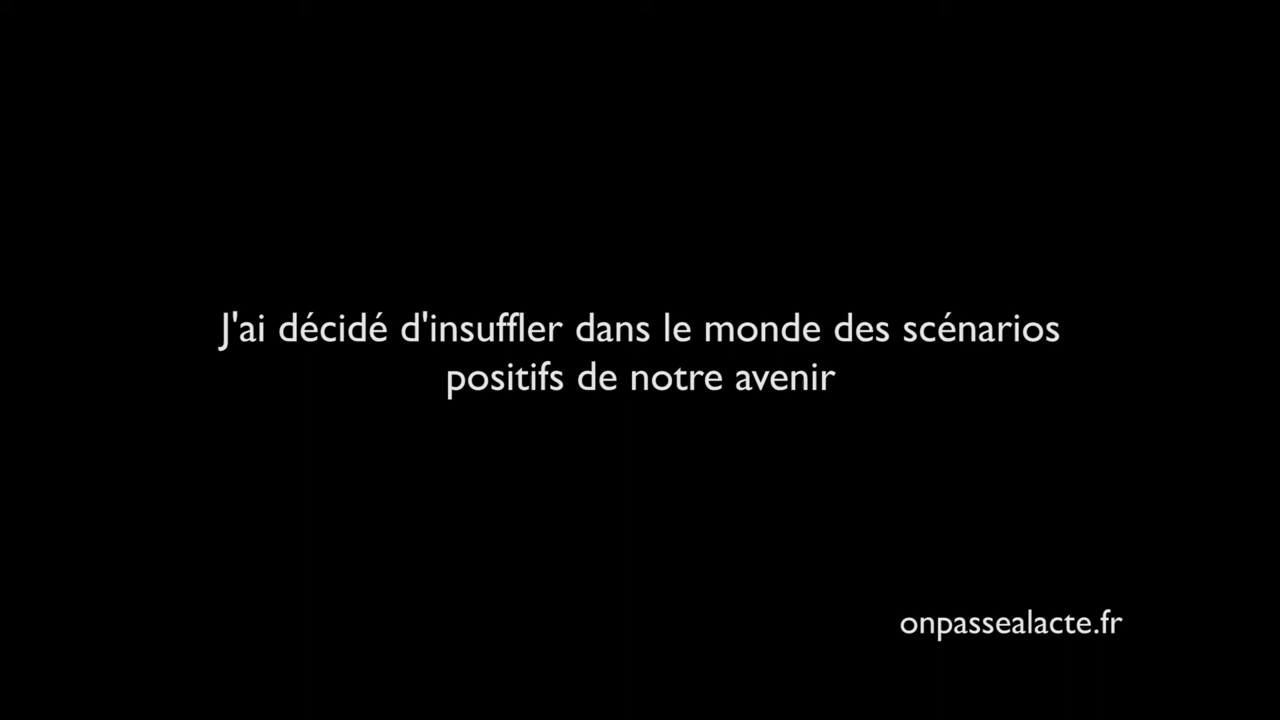 J'ai décidé d'insuffler dans le monde des scénarios
positifs de notre avenir
onpassealacte.fr